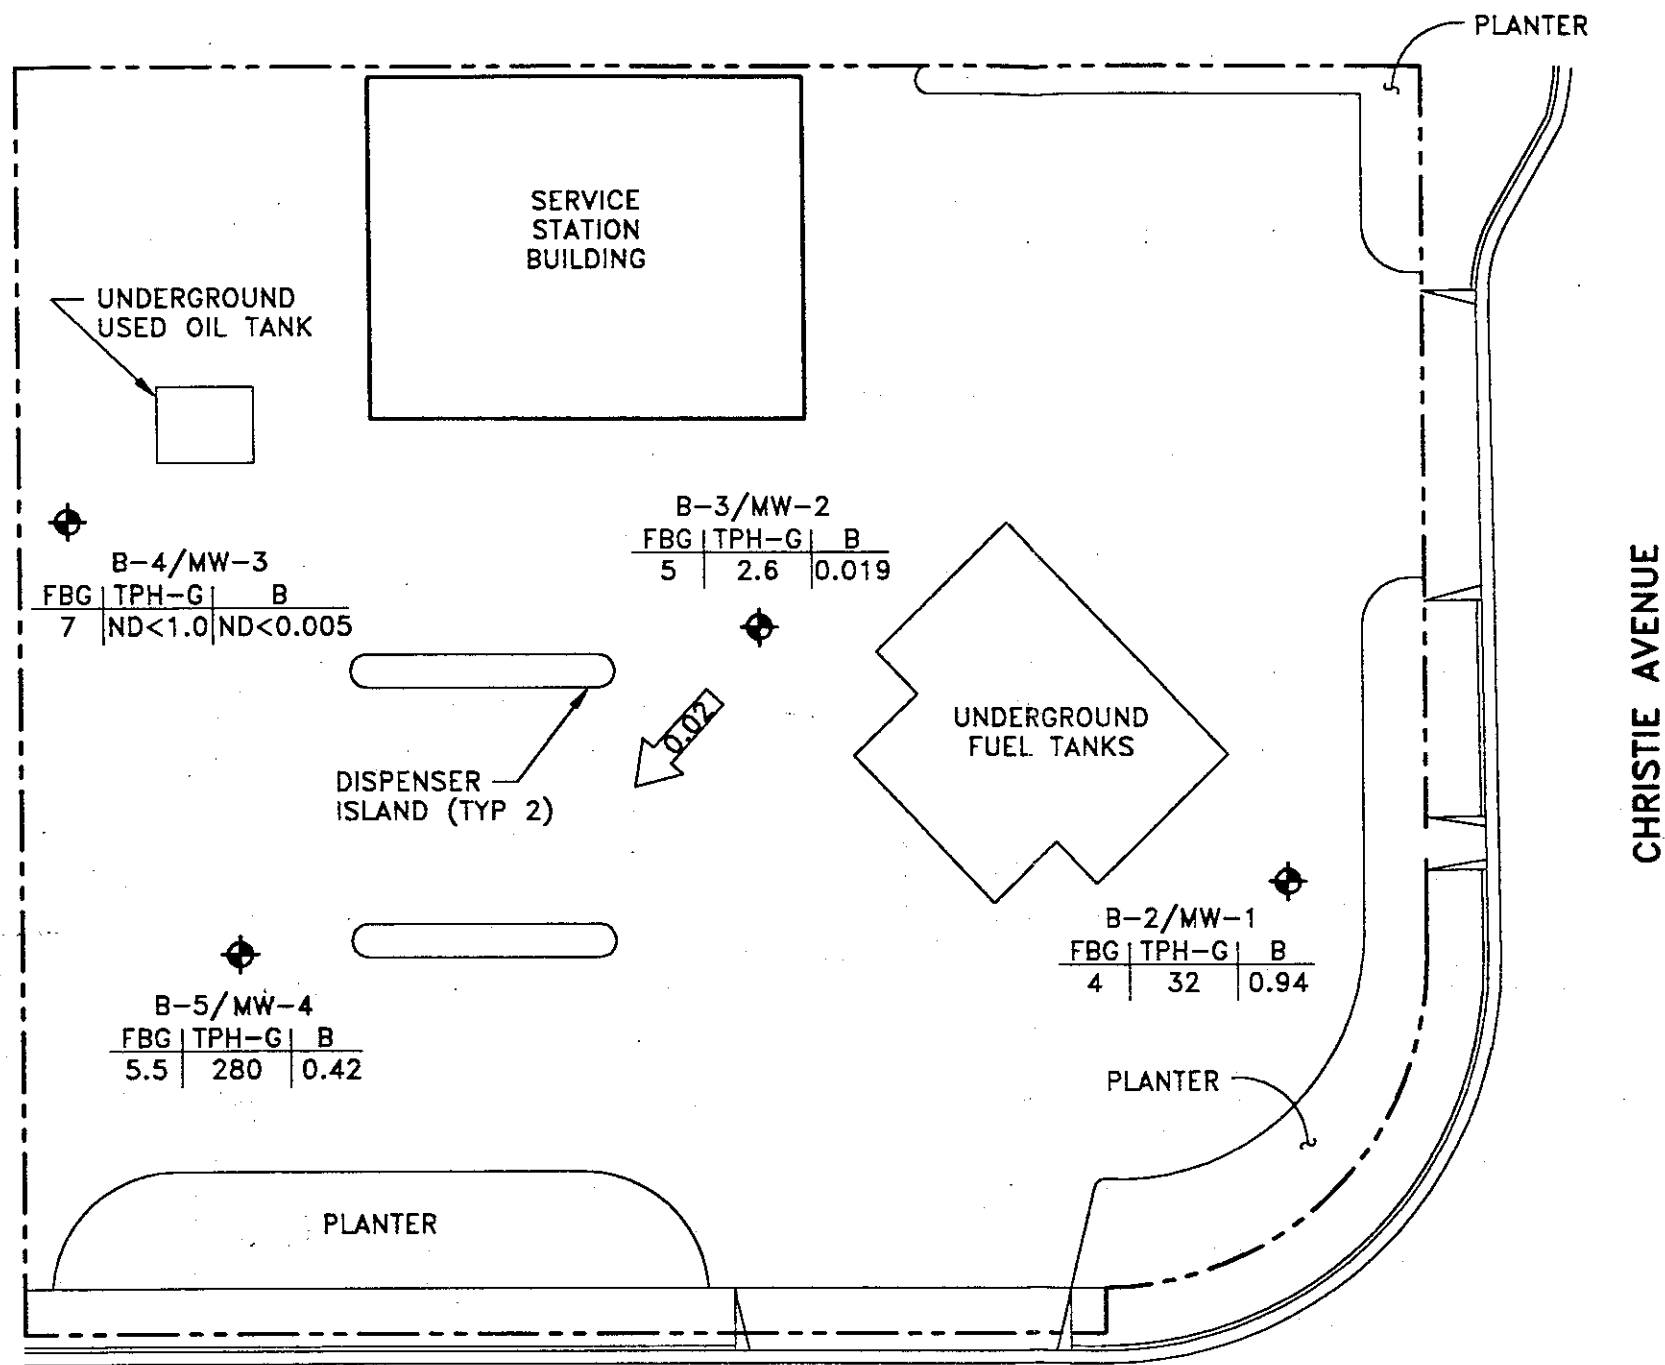 PLANTER
SERVICE
STATION
BUILDING
UNDERGROUND
USED OIL TANK
B-3/MW-2
FBG TPH-G B
5 2.6 0.019
B-4/MW-3
FBG TPH-G B
7 ND<1.0 ND<0.005
UNDERGROUND
FUEL TANKS
0.02
DISPENSER
ISLAND (TYP 2)
CHRISTIE AVENUE
B-2/MW-1
FBG TPH-G B
4 32 0.94
B-5/MW-4
FBG TPH-G B
5.5 280 0.42
PLANTER
PLANTER